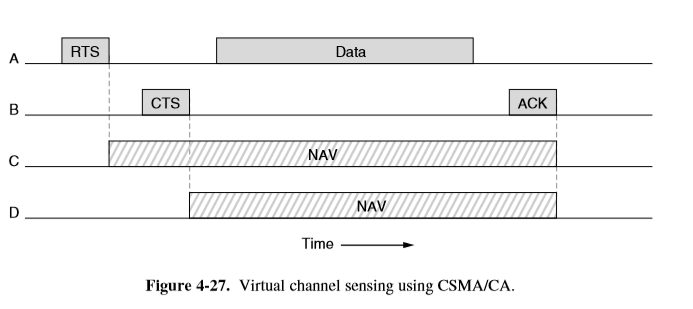 A RTS Data
B CTS ACK
C NAV
D NAV
Time
Figure 4-27. Virtual channel sensing using CSMA/CA.